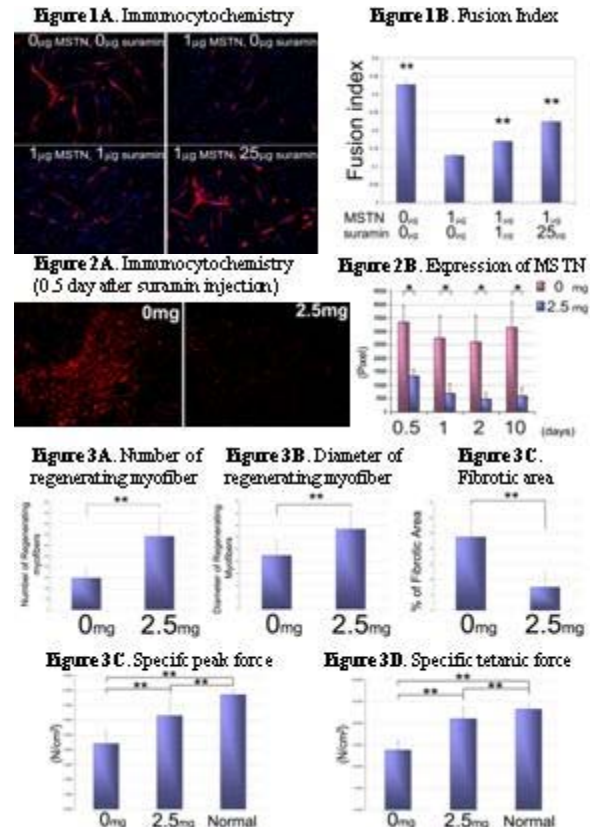 Figure 1A. Immunocytochemistry
0µg MSTN, 0µg suramin
1µg MSTN, 0µg suramin
1µg MSTN, 1µg suramin
1µg MSTN, 25µg suramin
Figure 1B. Fusion Index
Fusion index
**
**
**
MSTN 0µg 1µg 1µg 1µg
suramin 0µg 0µg 1µg 25µg
Figure 2A. Immunocytochemistry
(0.5 day after suramin injection)
0mg
2.5mg
Figure 2B. Expression of MSTN
* * * *
0 mg
2.5 mg
(Pixel)
0.5 1 2 10 (days)
Figure 3A. Number of
regenerating myofiber
Number of Regenerating
myofibers
**
0mg 2.5mg
Figure 3B. Diameter of
regenerating myofiber
Diameter of Regenerating
Myofibers
**
0mg 2.5mg
Figure 3C.
Fibrotic area
% of Fibrotic Area
**
0mg 2.5mg
Figure 3C. Specifc peak force
(N/cm²)
**
** **
0mg 2.5mg Normal
Figure 3D. Specific tetanic force
(N/cm²)
**
** **
0mg 2.5mg Normal